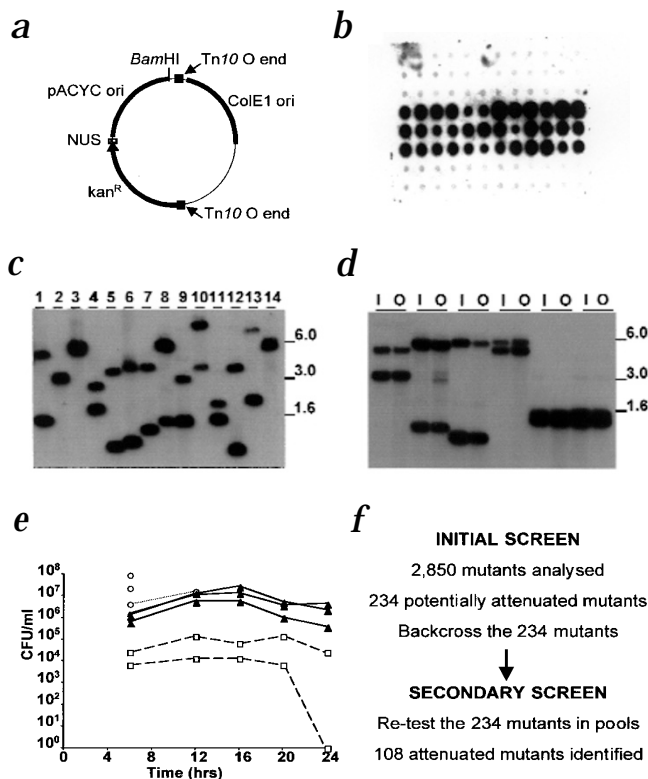 a
BamHI
Tn10 O end
pACYC ori
ColE1 ori
NUS
kanR
Tn10 O end
b
c
1 2 3 4 5 6 7 8 9 10 11 12 13 14
6.0
3.0
1.6
d
I O I O I O I O I O I O
6.0
3.0
1.6
e
CFU/ml
10^8
10^7
10^6
10^5
10^4
10^3
10^2
10^1
10^0
0 4 8 12 16 20 24
Time (hrs)
f
INITIAL SCREEN
2,850 mutants analysed
234 potentially attenuated mutants
Backcross the 234 mutants
SECONDARY SCREEN
Re-test the 234 mutants in pools
108 attenuated mutants identified